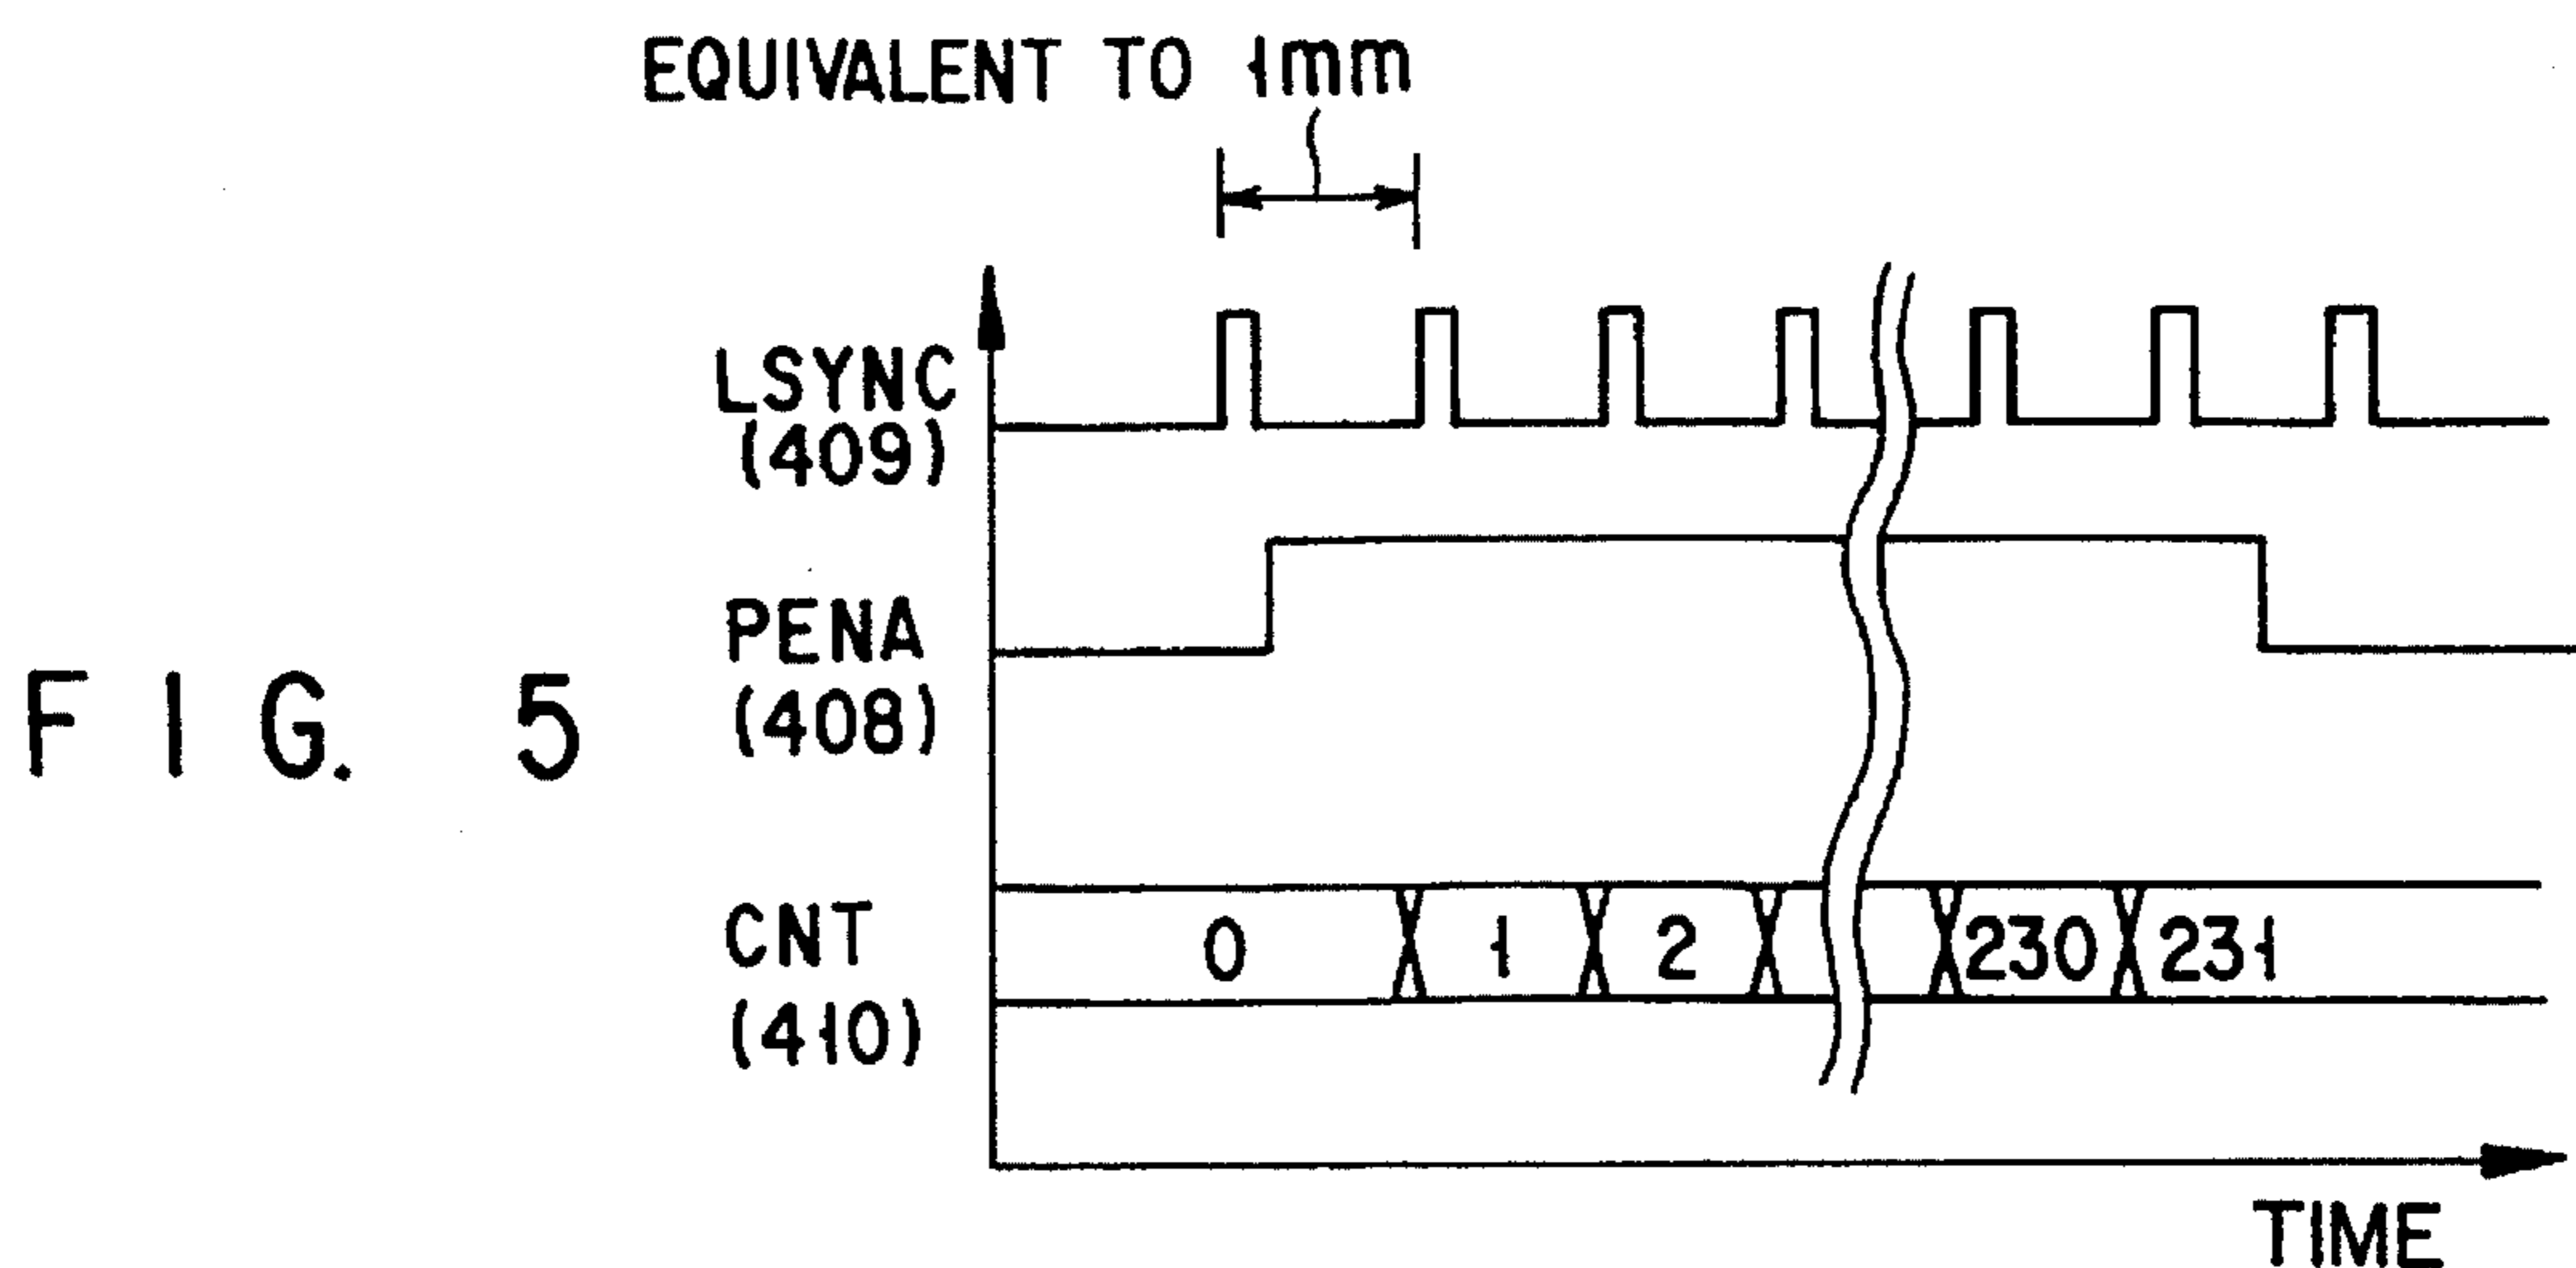 EQUIVALENT TO 1mm
LSYNC
(409)
PENA
(408)
FIG. 5
CNT
(410)
0 1 2 230 231
TIME